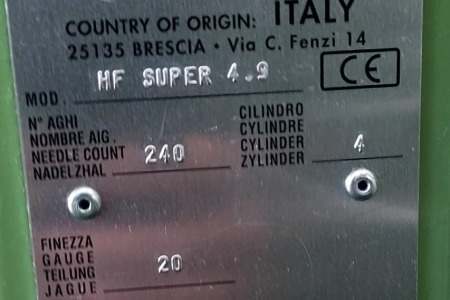 COUNTRY OF ORIGIN: ITALY
25135 BRESCIA • Via C. Fenzi 14
MOD. HF SUPER 4.9 CE
N° AGHI
NOMBRE AIG.
NEEDLE COUNT 240
NADELZHAL
CILINDRO
CYLINDRE
CYLINDER 4
ZYLINDER
FINEZZA
GAUGE
TEILUNG 20
JAGUE